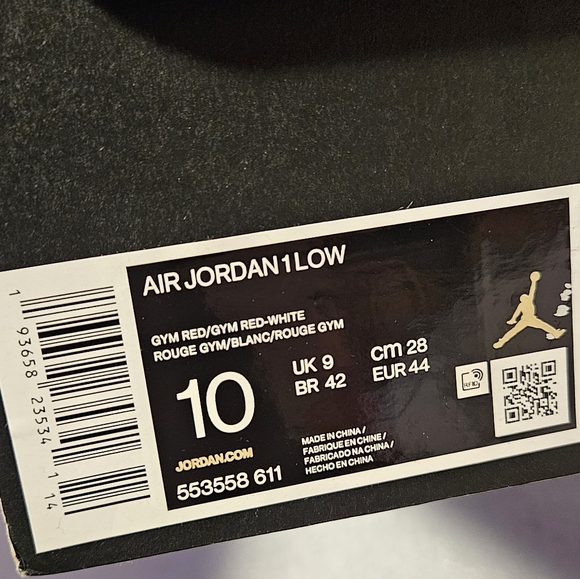 AIR JORDAN 1 LOW
GYM RED/GYM RED-WHITE
ROUGE GYM/BLANC/ROUGE GYM
10
UK 9
BR 42
cm 28
EUR 44
RFID
JORDAN.COM
553558 611
MADE IN CHINA /
FABRIQUE EN CHINE /
FABRICADO NA CHINA /
HECHO EN CHINA
1 93658 23534 1 14